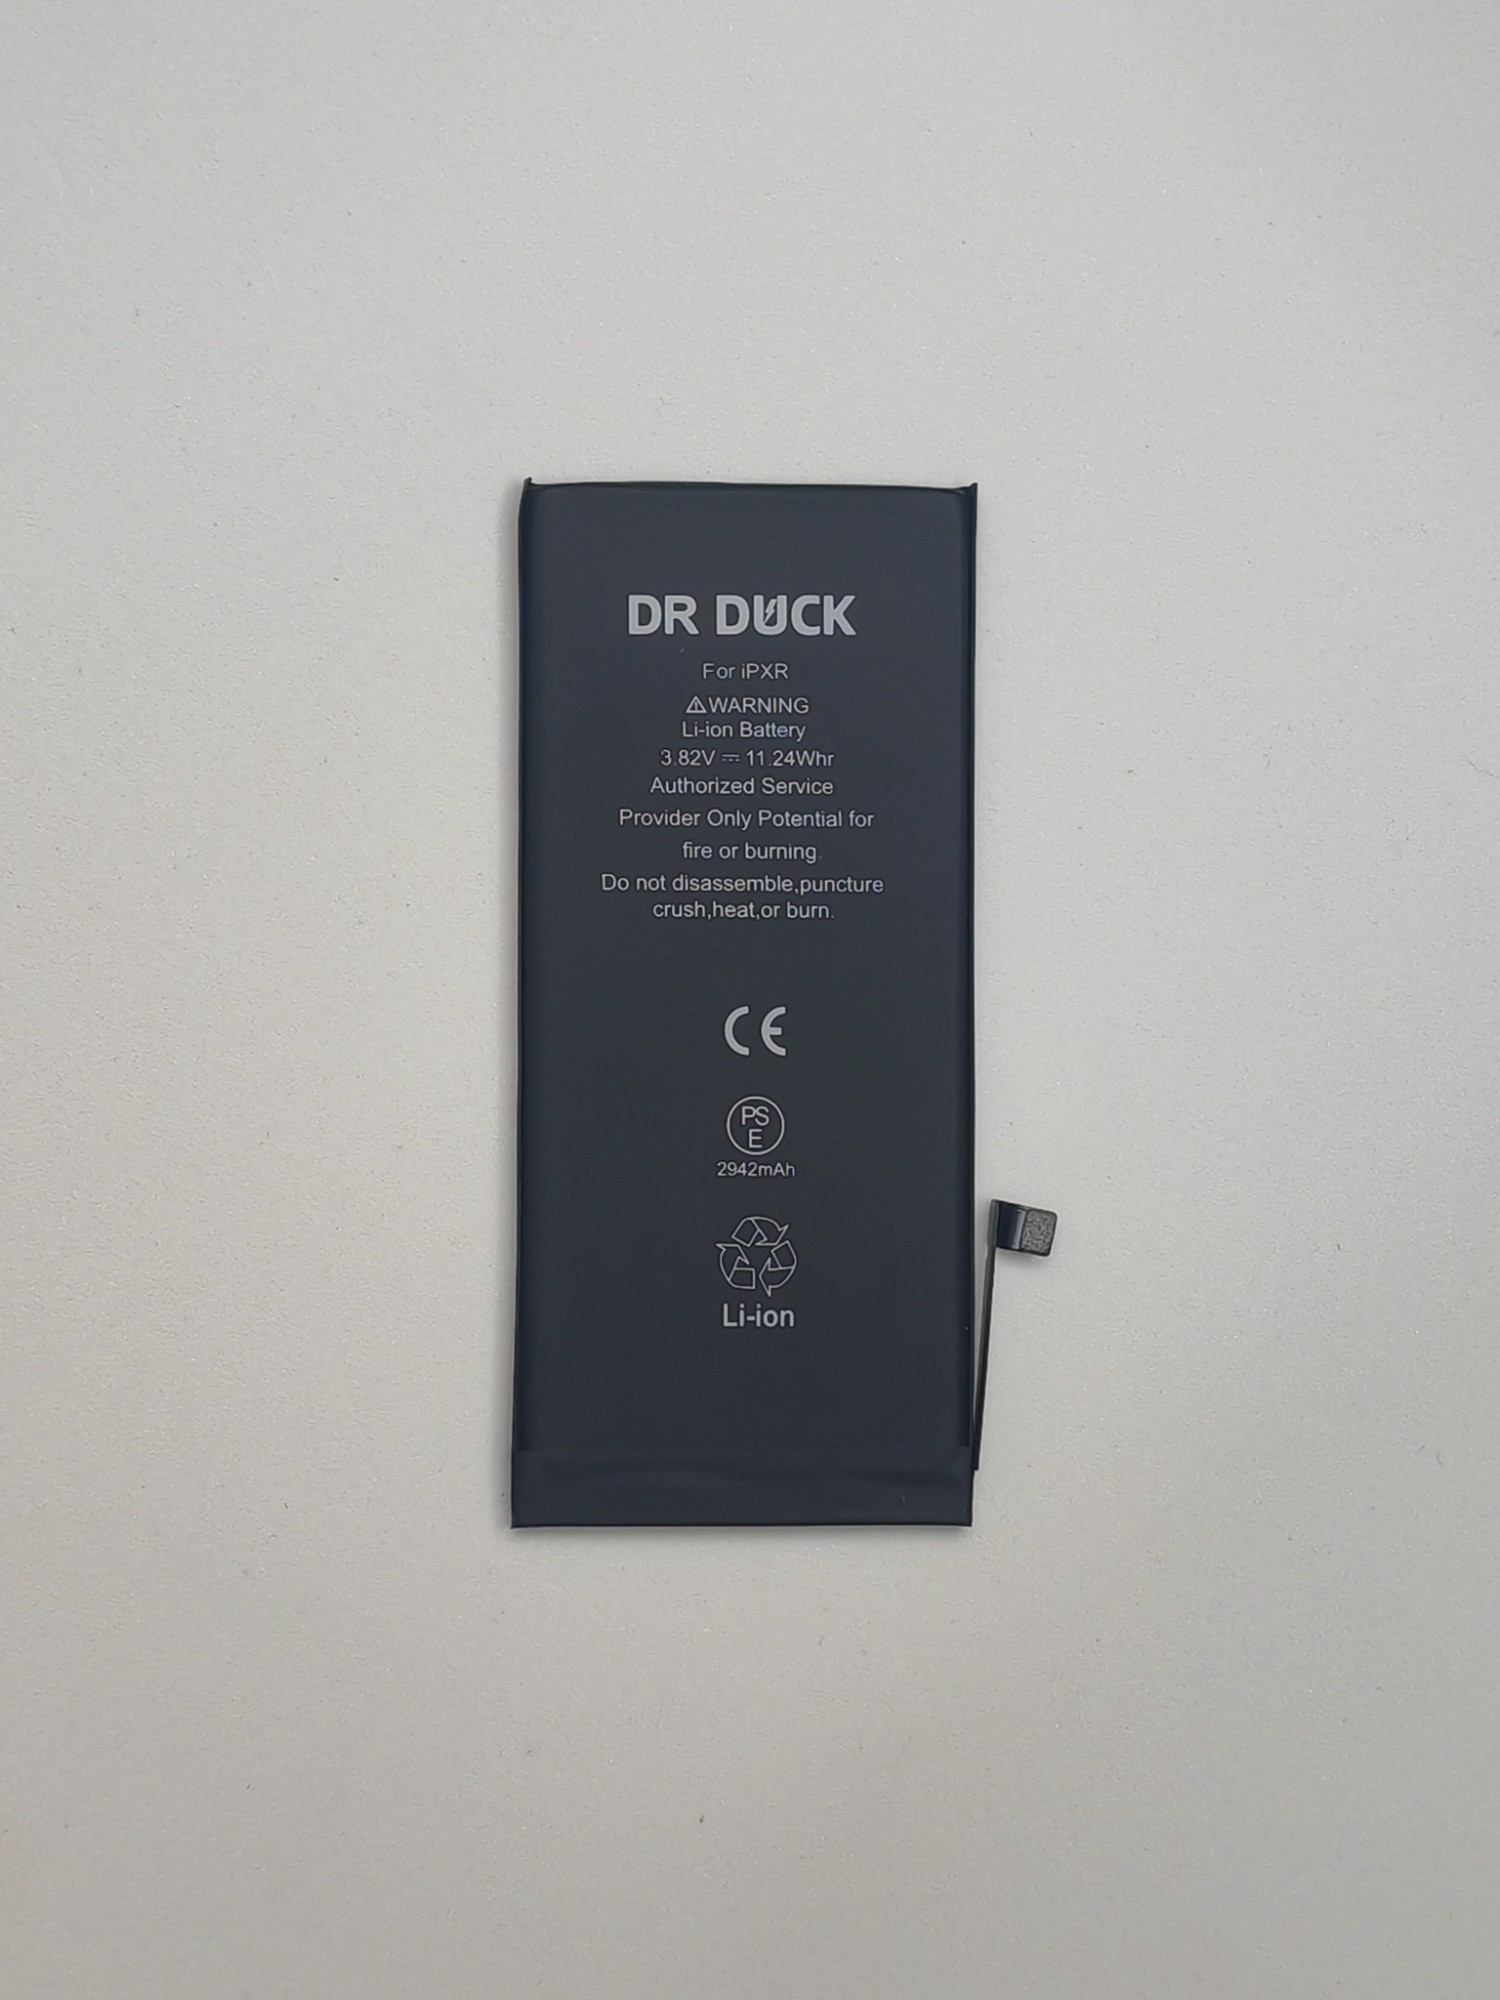 DR DUCK
For iPXR
⚠WARNING
Li-ion Battery
3.82V ⎓ 11.24Whr
Authorized Service
Provider Only Potential for
fire or burning.
Do not disassemble,puncture
crush,heat,or burn.
CE
PS
E
2942mAh
Li-ion